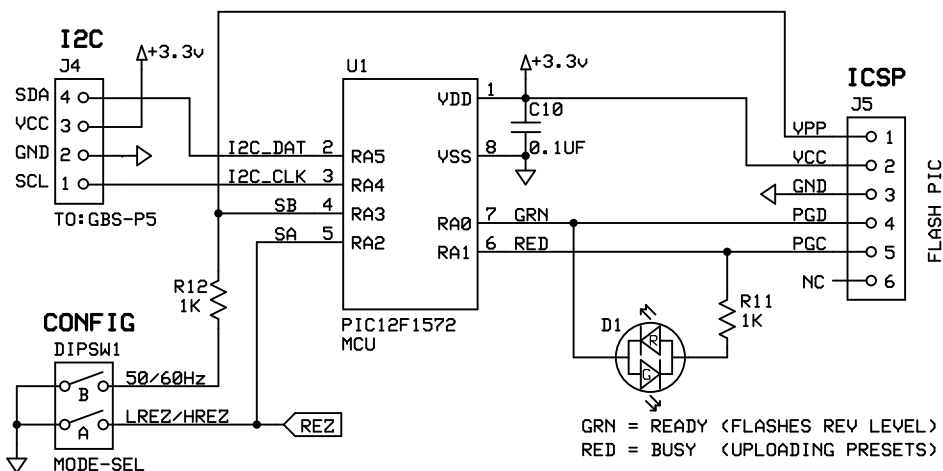 I2C
J4
+3.3v
SDA 4
VCC 3
GND 2
SCL 1
TO:GBS-P5
I2C_DAT 2
I2C_CLK 3
SB 4
SA 5
U1
VDD 1
VSS 8
RA5
RA4
RA3
RA2
RA0 7 GRN
RA1 6 RED
PIC12F1572
MCU
+3.3v
C10
0.1UF
ICSP
J5
VPP 1
VCC 2
GND 3
PGD 4
PGC 5
NC 6
FLASH PIC
R12
1K
CONFIG
DIPSW1
B
50/60Hz
A
LREZ/HREZ
REZ
MODE-SEL
D1
R
G
R11
1K
GRN = READY (FLASHES REV LEVEL)
RED = BUSY (UPLOADING PRESETS)